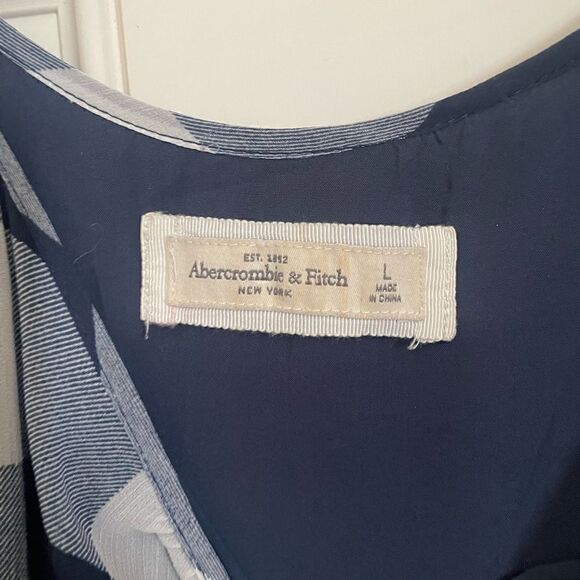 EST. 1892
Abercrombie & Fitch
NEW YORK
L
MADE
IN CHINA